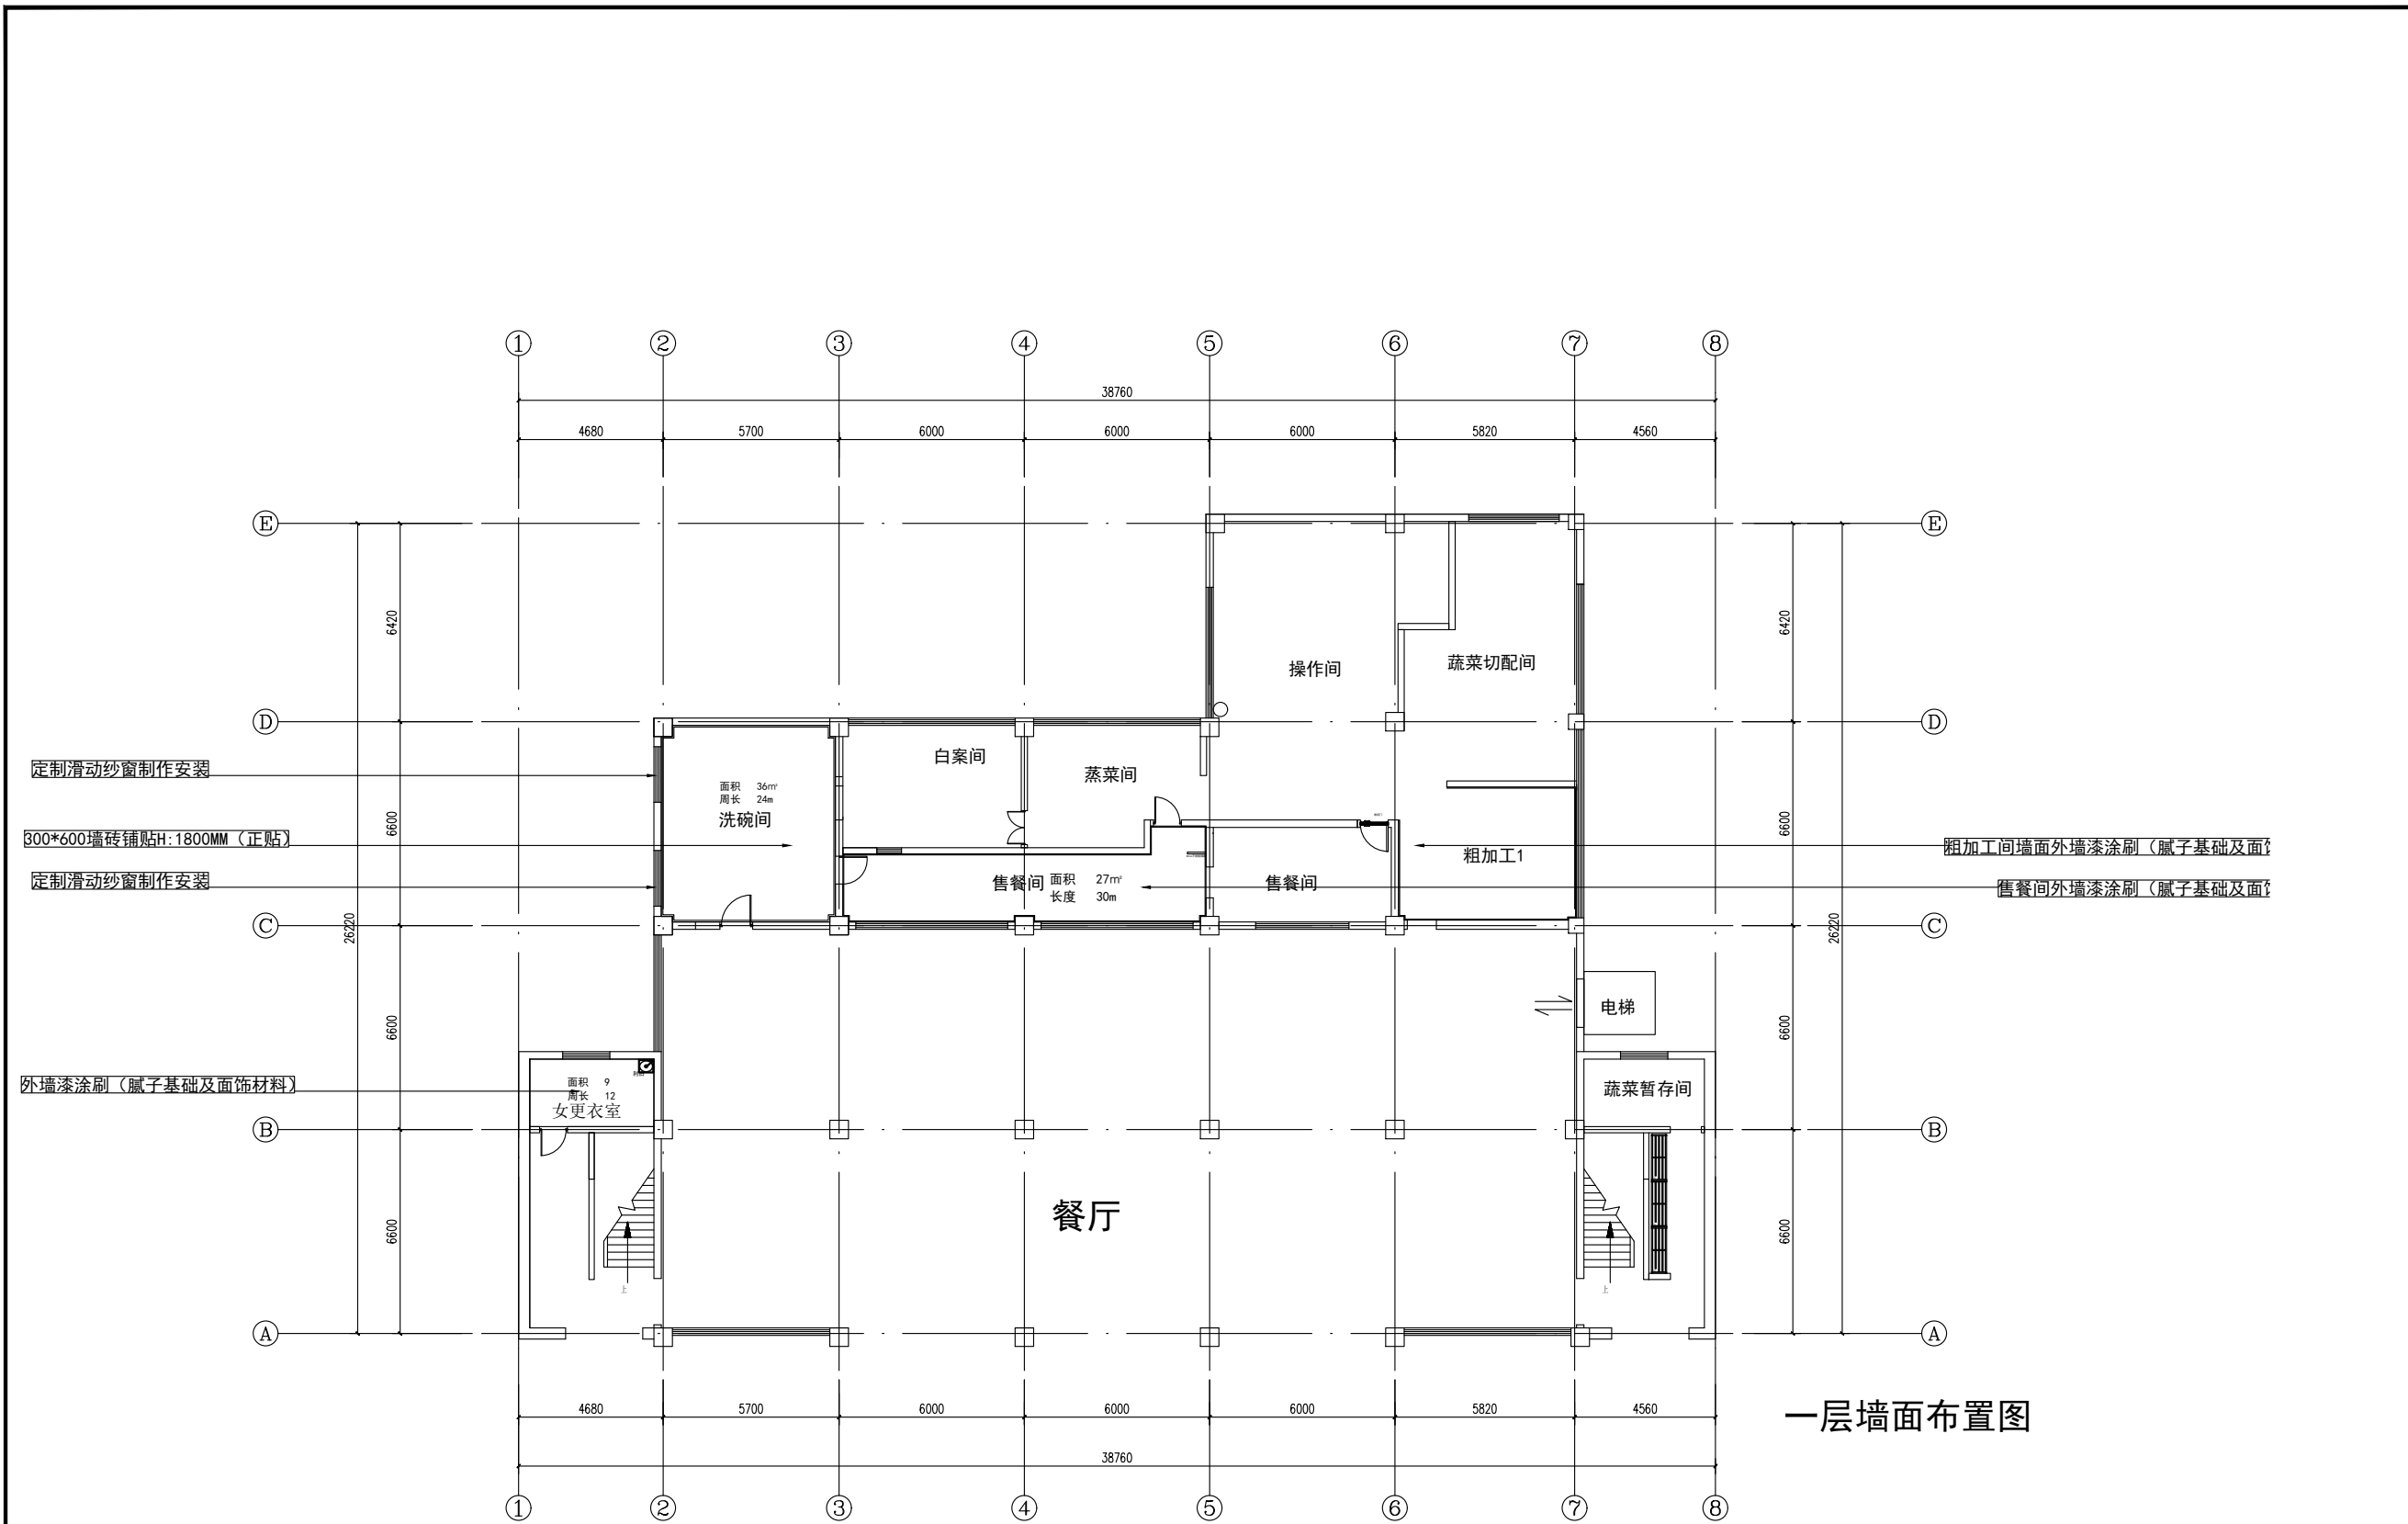 ① ② ③ ④ ⑤ ⑥ ⑦ ⑧
38760
4680 5700 6000 6000 6000 5820 4560
E E
6420 6420
操作间 蔬菜切配间
D D
白案间
定制滑动纱窗制作安装
蒸菜间
面积 36㎡
周长 24m
洗碗间
6600 6600
300*600墙砖铺贴H:1800MM（正贴）
粗加工间墙面外墙漆涂刷（腻子基础及面
粗加工1
定制滑动纱窗制作安装
售餐间 面积 27㎡
长度 30m
售餐间
售餐间外墙漆涂刷（腻子基础及面
C C
26220 26220
电梯
6600 6600
外墙漆涂刷（腻子基础及面饰材料）
面积 9
周长 12
女更衣室
蔬菜暂存间
B B
餐厅
6600 6600
上 上
A A
4680 5700 6000 6000 6000 5820 4560
一层墙面布置图
38760
① ② ③ ④ ⑤ ⑥ ⑦ ⑧